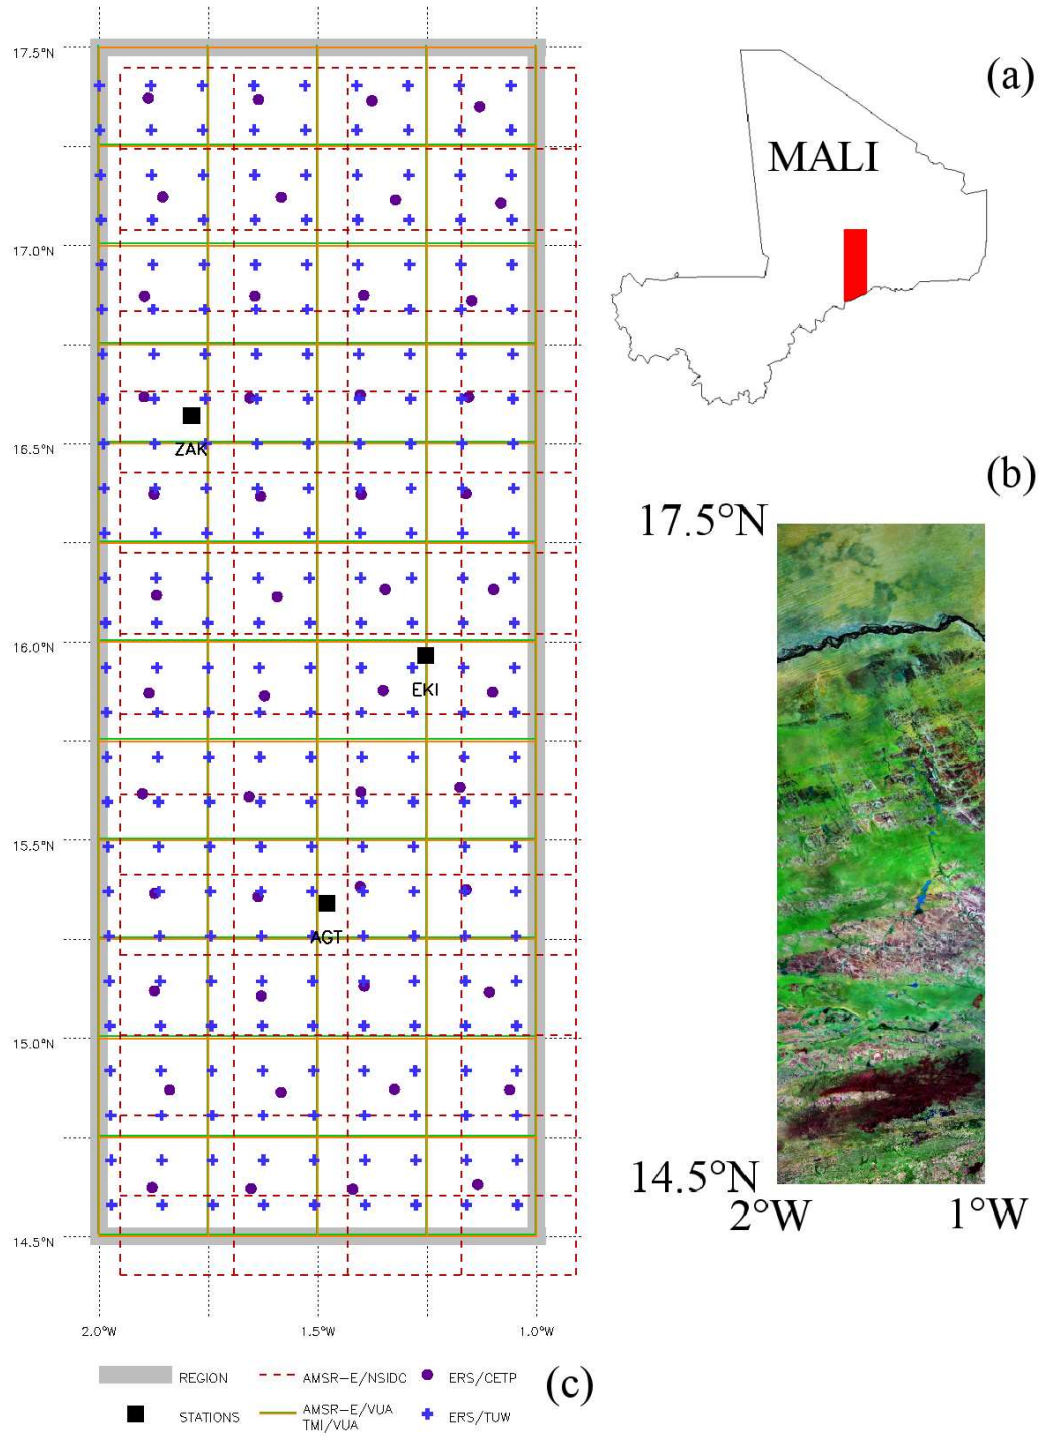 17.5°N
17.0°N
16.5°N
16.0°N
15.5°N
15.0°N
14.5°N
2.0°W
1.5°W
1.0°W
ZAK
EKI
AGT
REGION
AMSR-E/NSIDC
ERS/CETP
STATIONS
AMSR-E/VUA
TMI/VUA
ERS/TUW
(c)
(a)
MALI
(b)
17.5°N
14.5°N
2°W
1°W